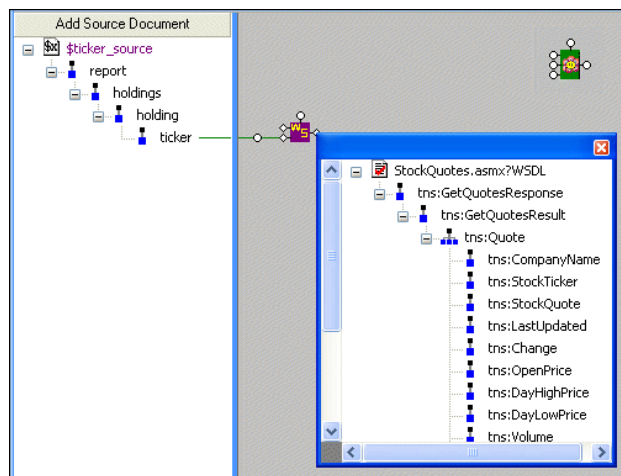 Add Source Document
$x $ticker_source
report
holdings
holding
ticker
WS
StockQuotes.asmx?WSDL
tns:GetQuotesResponse
tns:GetQuotesResult
tns:Quote
tns:CompanyName
tns:StockTicker
tns:StockQuote
tns:LastUpdated
tns:Change
tns:OpenPrice
tns:DayHighPrice
tns:DayLowPrice
tns:Volume